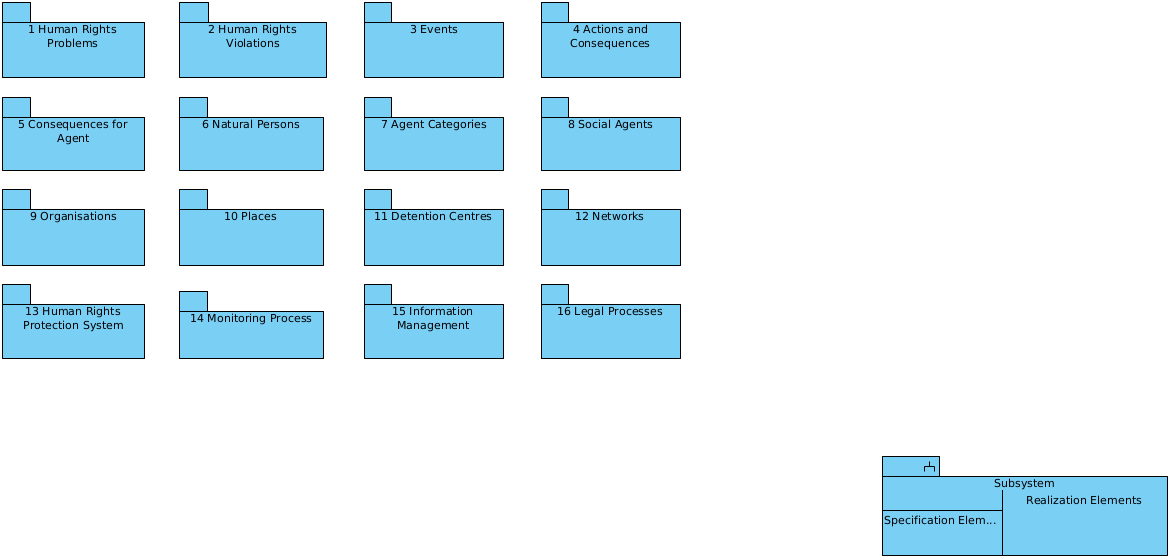 1 Human Rights
Problems
2 Human Rights
Violations
3 Events
4 Actions and
Consequences
5 Consequences for
Agent
6 Natural Persons
7 Agent Categories
8 Social Agents
9 Organisations
10 Places
11 Detention Centres
12 Networks
13 Human Rights
Protection System
14 Monitoring Process
15 Information
Management
16 Legal Processes
Subsystem
Realization Elements
Specification Elem...